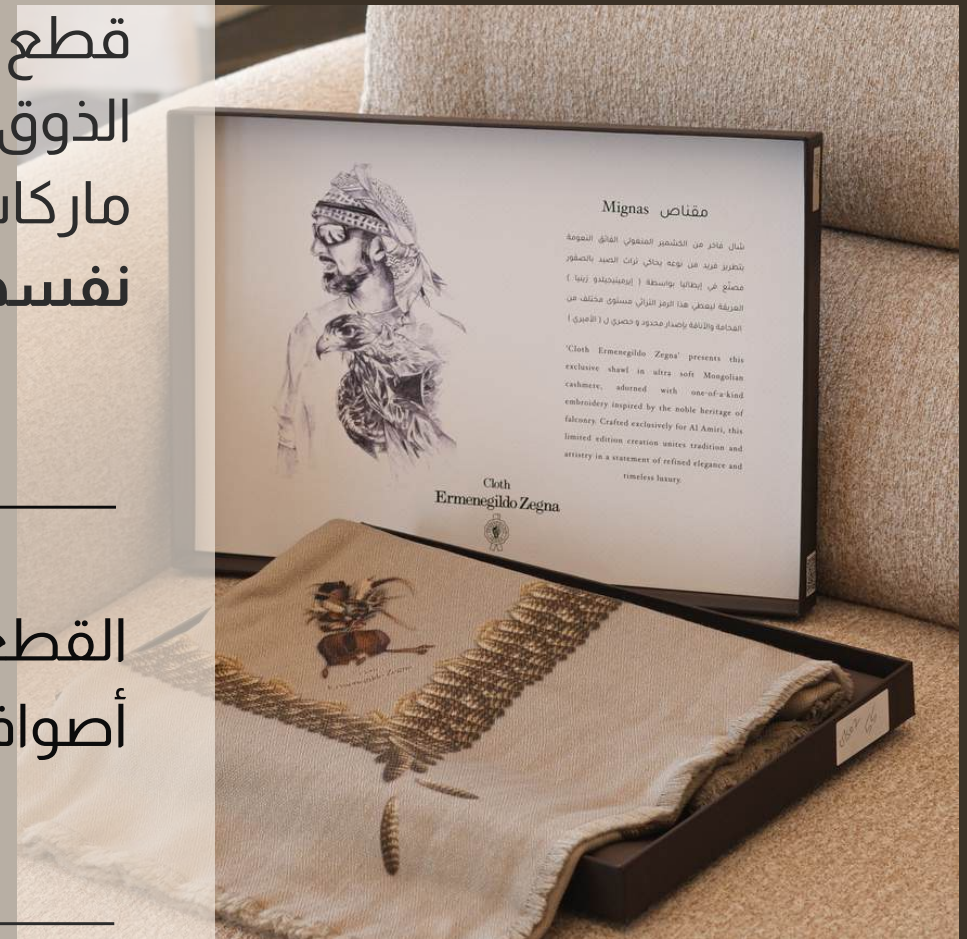 قطع
الذوق
نفس
القطع
Mignas مقناص
شال فاخر من الكشمير المنغولي الفائق النعومة
بتطريز فريد من نوعه يحاكي تراث الصيد بالصقور
مصنّع في إيطاليا بواسطة ( إيرمينيجيلدو زينيا )
العريقة ليعطي هذا الرمز التراثي مستوى مختلف من
الفخامة والأناقة بإصدار محدود و حصري ل ( الأميري )
'Cloth Ermenegildo Zegna' presents this
exclusive shawl in ultra soft Mongolian
cashmere, adorned with one-of-a-kind
embroidery inspired by the noble heritage of
falconry. Crafted exclusively for Al Amiri, this
limited edition creation unites tradition and
artistry in a statement of refined elegance and
timeless luxury.
Cloth
Ermenegildo Zegna
Ermenegildo Zegna